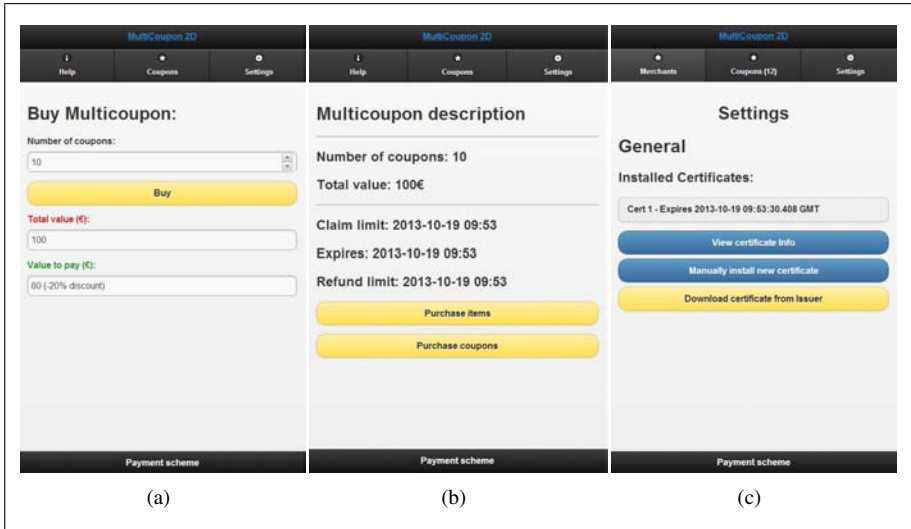 MultiCoupon 2D
Help Coupons Settings
Buy Multicoupon:
Number of coupons:
10
Buy
Total value (€):
100
Value to pay (€):
80 (-20% discount)
Payment scheme
(a)
MultiCoupon 2D
Help Coupons Settings
Multicoupon description
Number of coupons: 10
Total value: 100€
Claim limit: 2013-10-19 09:53
Expires: 2013-10-19 09:53
Refund limit: 2013-10-19 09:53
Purchase items
Purchase coupons
Payment scheme
(b)
MultiCoupon 2D
Merchants Coupons (12) Settings
Settings
General
Installed Certificates:
Cert 1 - Expires 2013-10-19 09:53:30.408 GMT
View certificate Info
Manually install new certificate
Download certificate from Issuer
Payment scheme
(c)